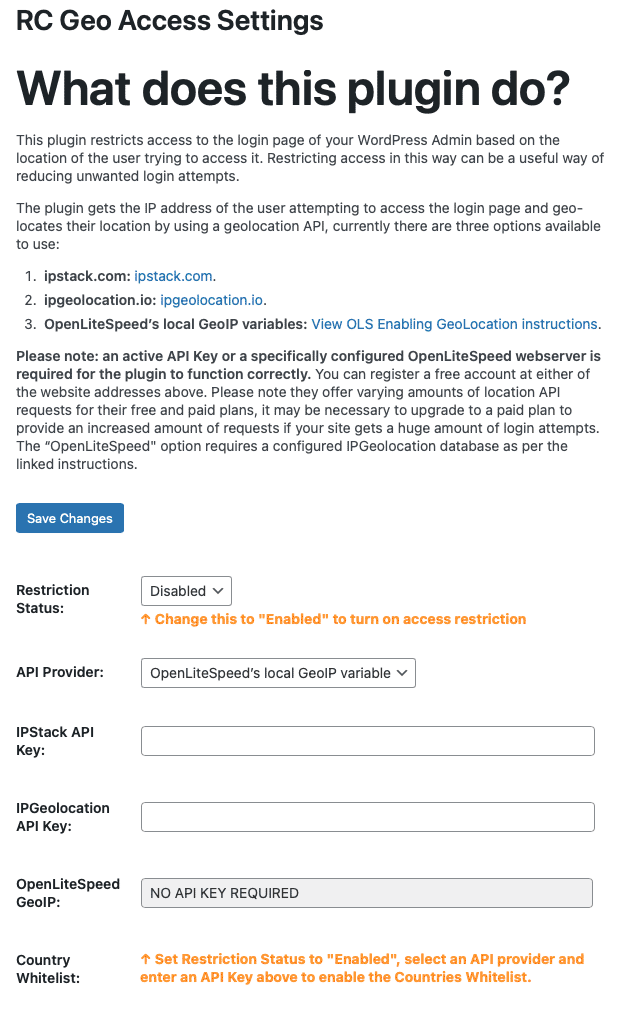 RC Geo Access Settings
What does this plugin do?
This plugin restricts access to the login page of your WordPress Admin based on the
location of the user trying to access it. Restricting access in this way can be a useful way of
reducing unwanted login attempts.
The plugin gets the IP address of the user attempting to access the login page and geo-
locates their location by using a geolocation API, currently there are three options available
to use:
1. ipstack.com: ipstack.com.
2. ipgeolocation.io: ipgeolocation.io.
3. OpenLiteSpeed's local GeoIP variables: View OLS Enabling GeoLocation instructions.
Please note: an active API Key or a specifically configured OpenLiteSpeed webserver is
required for the plugin to function correctly. You can register a free account at either of
the website addresses above. Please note they offer varying amounts of location API
requests for their free and paid plans, it may be necessary to upgrade to a paid plan to
provide an increased amount of requests if your site gets a huge amount of login attempts.
The “OpenLiteSpeed" option requires a configured IPGeolocation database as per the
linked instructions.
Save Changes
Restriction
Status:
Disabled
↑ Change this to "Enabled" to turn on access restriction
API Provider:
OpenLiteSpeed's local GeoIP variable
IPStack API
Key:
IPGeolocation
API Key:
OpenLiteSpeed
GeoIP:
NO API KEY REQUIRED
Country
Whitelist:
↑ Set Restriction Status to "Enabled", select an API provider and
enter an API Key above to enable the Countries Whitelist.